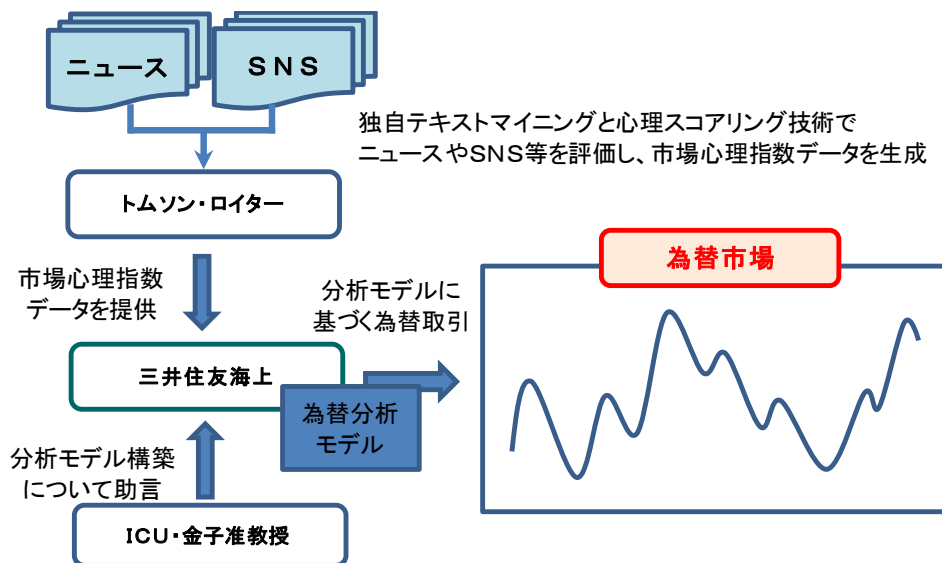 ニュース
SNS
独自テキストマイニングと心理スコアリング技術で
ニュースやSNS等を評価し、市場心理指数データを生成
トムソン・ロイター
市場心理指数
データを提供
分析モデルに
基づく為替取引
為替市場
三井住友海上
為替分析
モデル
分析モデル構築
について助言
ICU・金子准教授